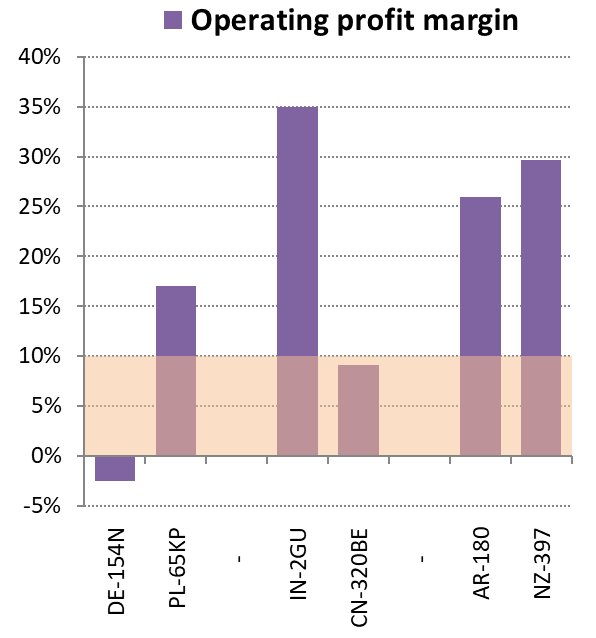 Operating profit margin
40%
35%
30%
25%
20%
15%
10%
5%
0%
-5%
DE-154N
PL-65KP
-
IN-2GU
CN-320BE
-
AR-180
NZ-397